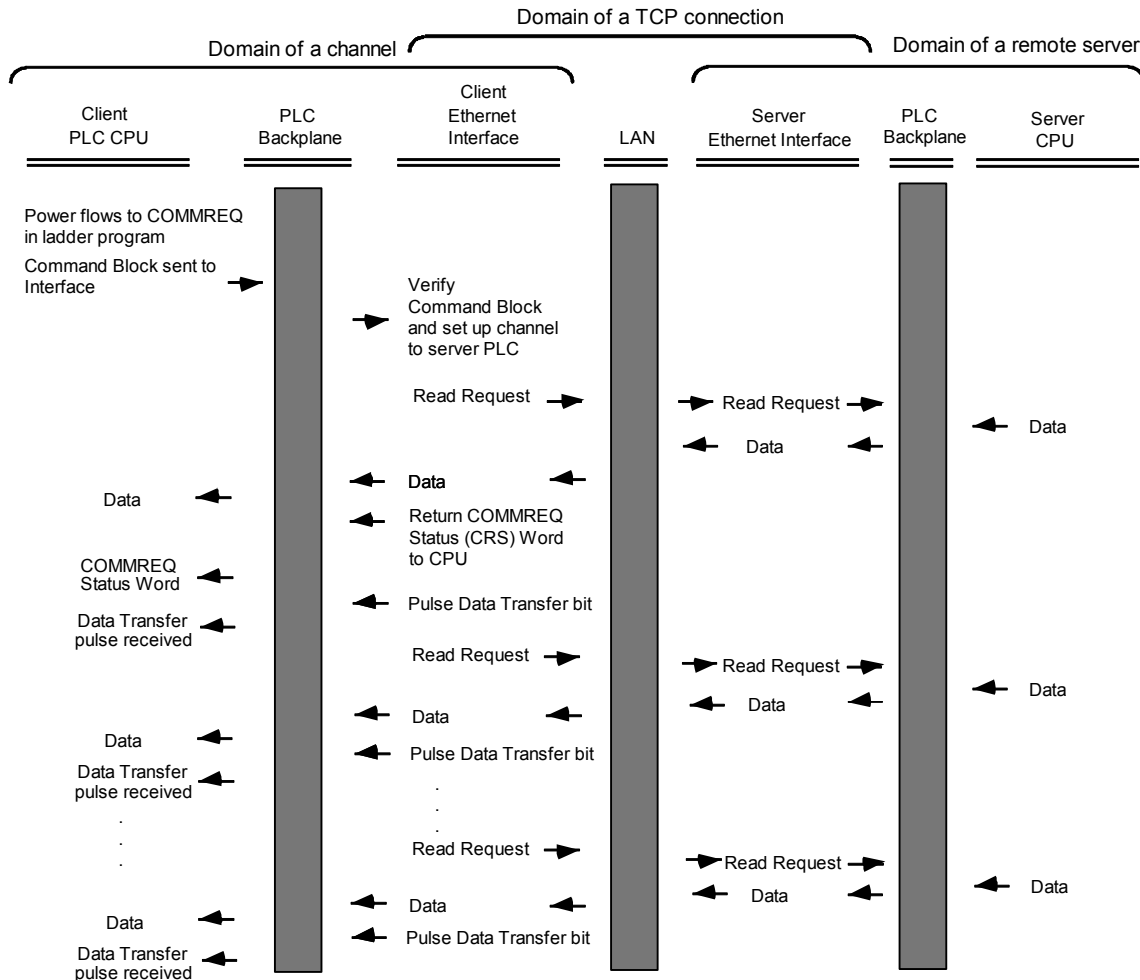 Domain of a TCP connection
Domain of a channel
Domain of a remote server
Client
PLC CPU
PLC
Backplane
Client
Ethernet
Interface
LAN
Server
Ethernet Interface
PLC
Backplane
Server
CPU
Power flows to COMMREQ
in ladder program
Command Block sent to
Interface
Verify
Command Block
and set up channel
to server PLC
Read Request
Read Request
Data
Data
Data
Data
Return COMMREQ
Status (CRS) Word
to CPU
COMMREQ
Status Word
Pulse Data Transfer bit
Data Transfer
pulse received
Read Request
Read Request
Data
Data
Data
Data
Pulse Data Transfer bit
Data Transfer
pulse received
.
.
.
.
.
.
Read Request
Read Request
Data
Data
Data
Data
Pulse Data Transfer bit
Data Transfer
pulse received